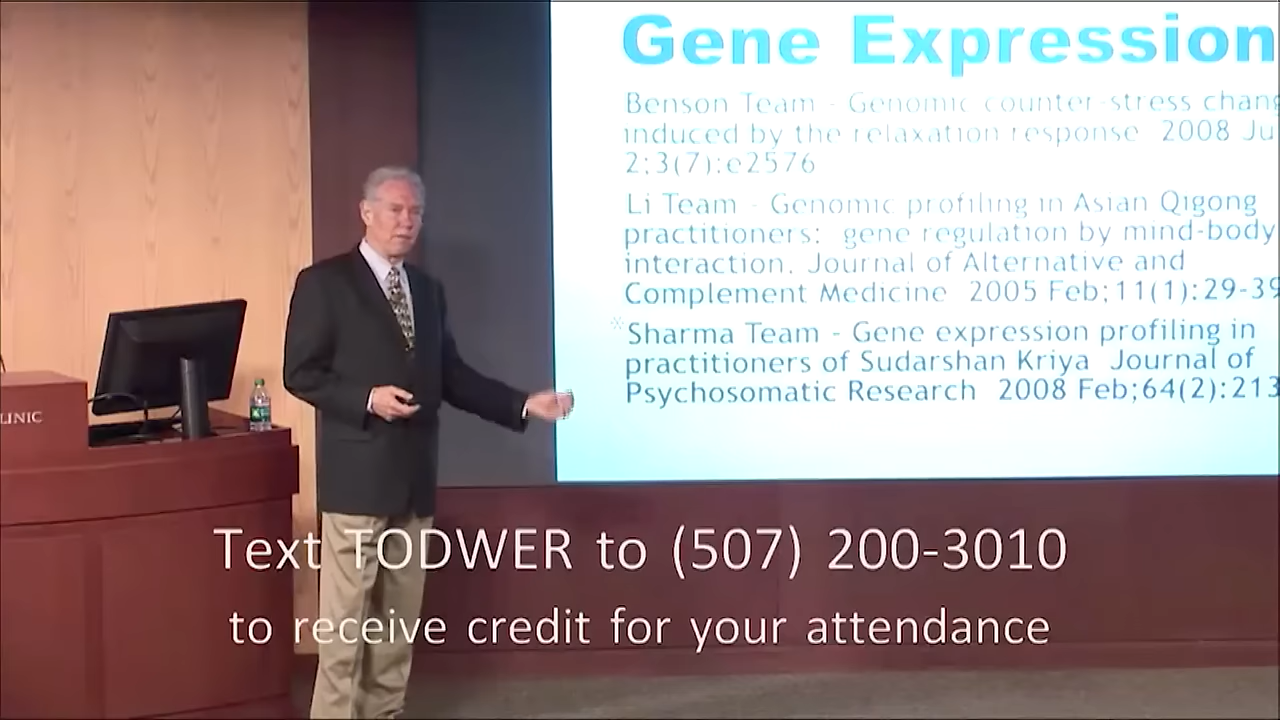 Gene Expression
Benson Team - Genomic counter-stress chang
induced by the relaxation response 2008 Ju
2;3(7):e2576
Li Team - Genomic profiling in Asian Qigong
practitioners: gene regulation by mind-body
interaction. Journal of Alternative and
Complement Medicine 2005 Feb;11(1):29-39
Sharma Team - Gene expression profiling in
practitioners of Sudarshan Kriya Journal of
Psychosomatic Research 2008 Feb;64(2):213
LINIC
Text TODWER to (507) 200-3010
to receive credit for your attendance